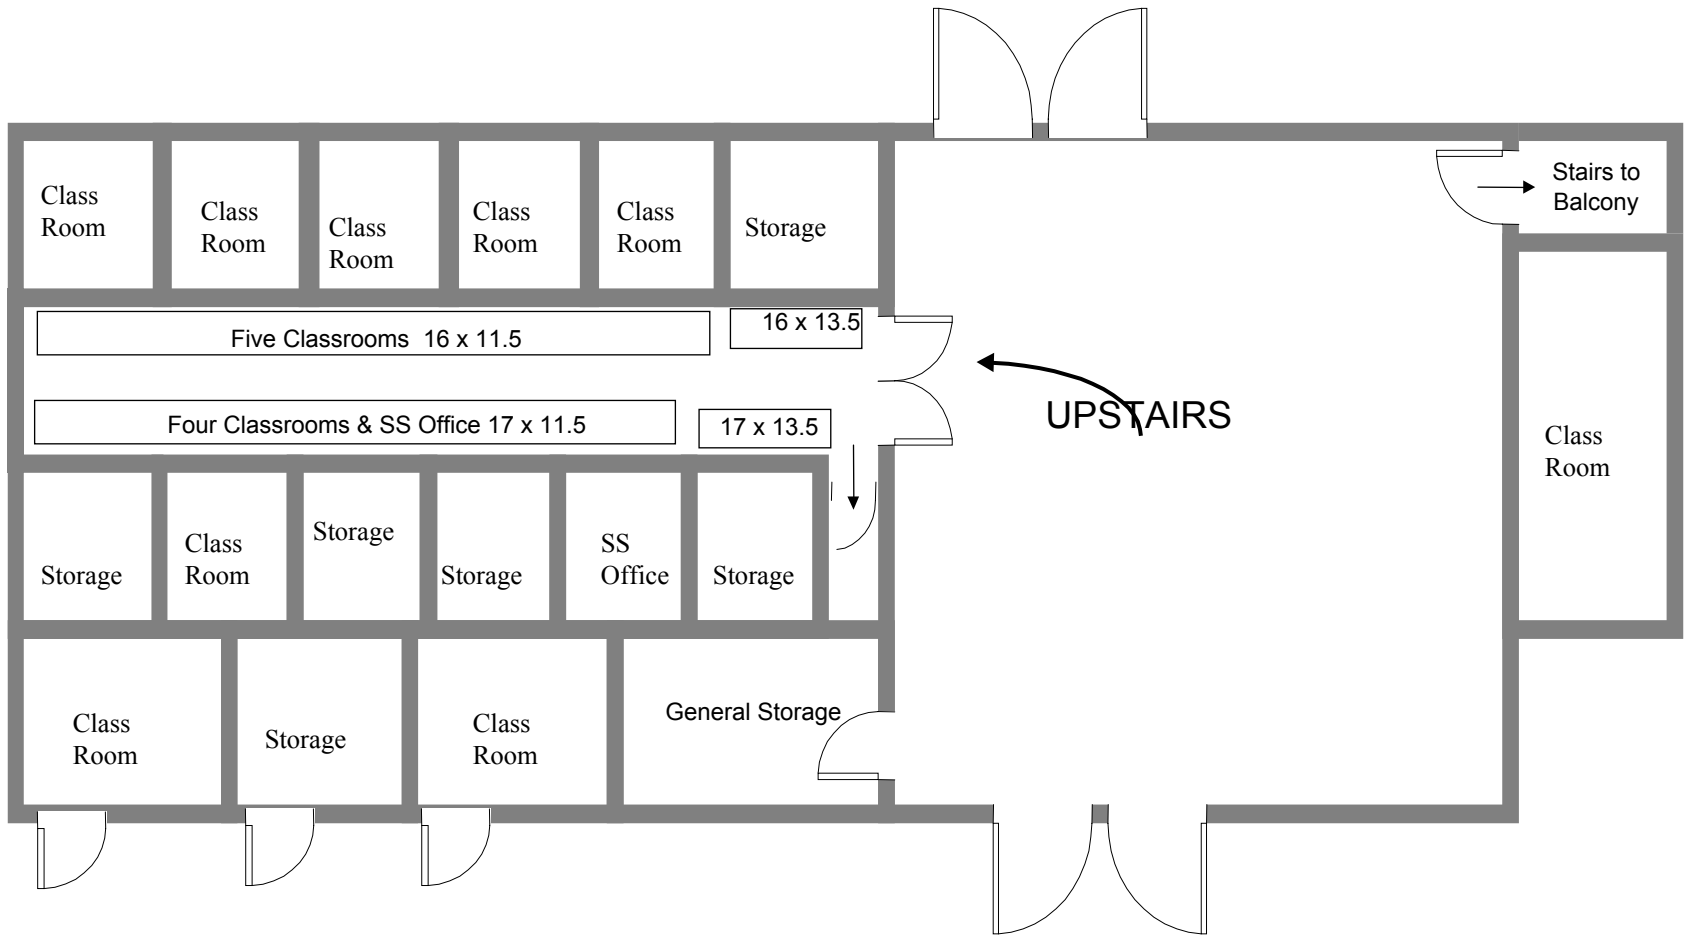 Class
Room
Class
Room
Class
Room
Class
Room
Class
Room
Storage
Stairs to
Balcony
Five Classrooms 16 x 11.5
16 x 13.5
Four Classrooms & SS Office 17 x 11.5
17 x 13.5
UPSTAIRS
Class
Room
Storage
Class
Room
Storage
Storage
SS
Office
Storage
Class
Room
Storage
Class
Room
General Storage